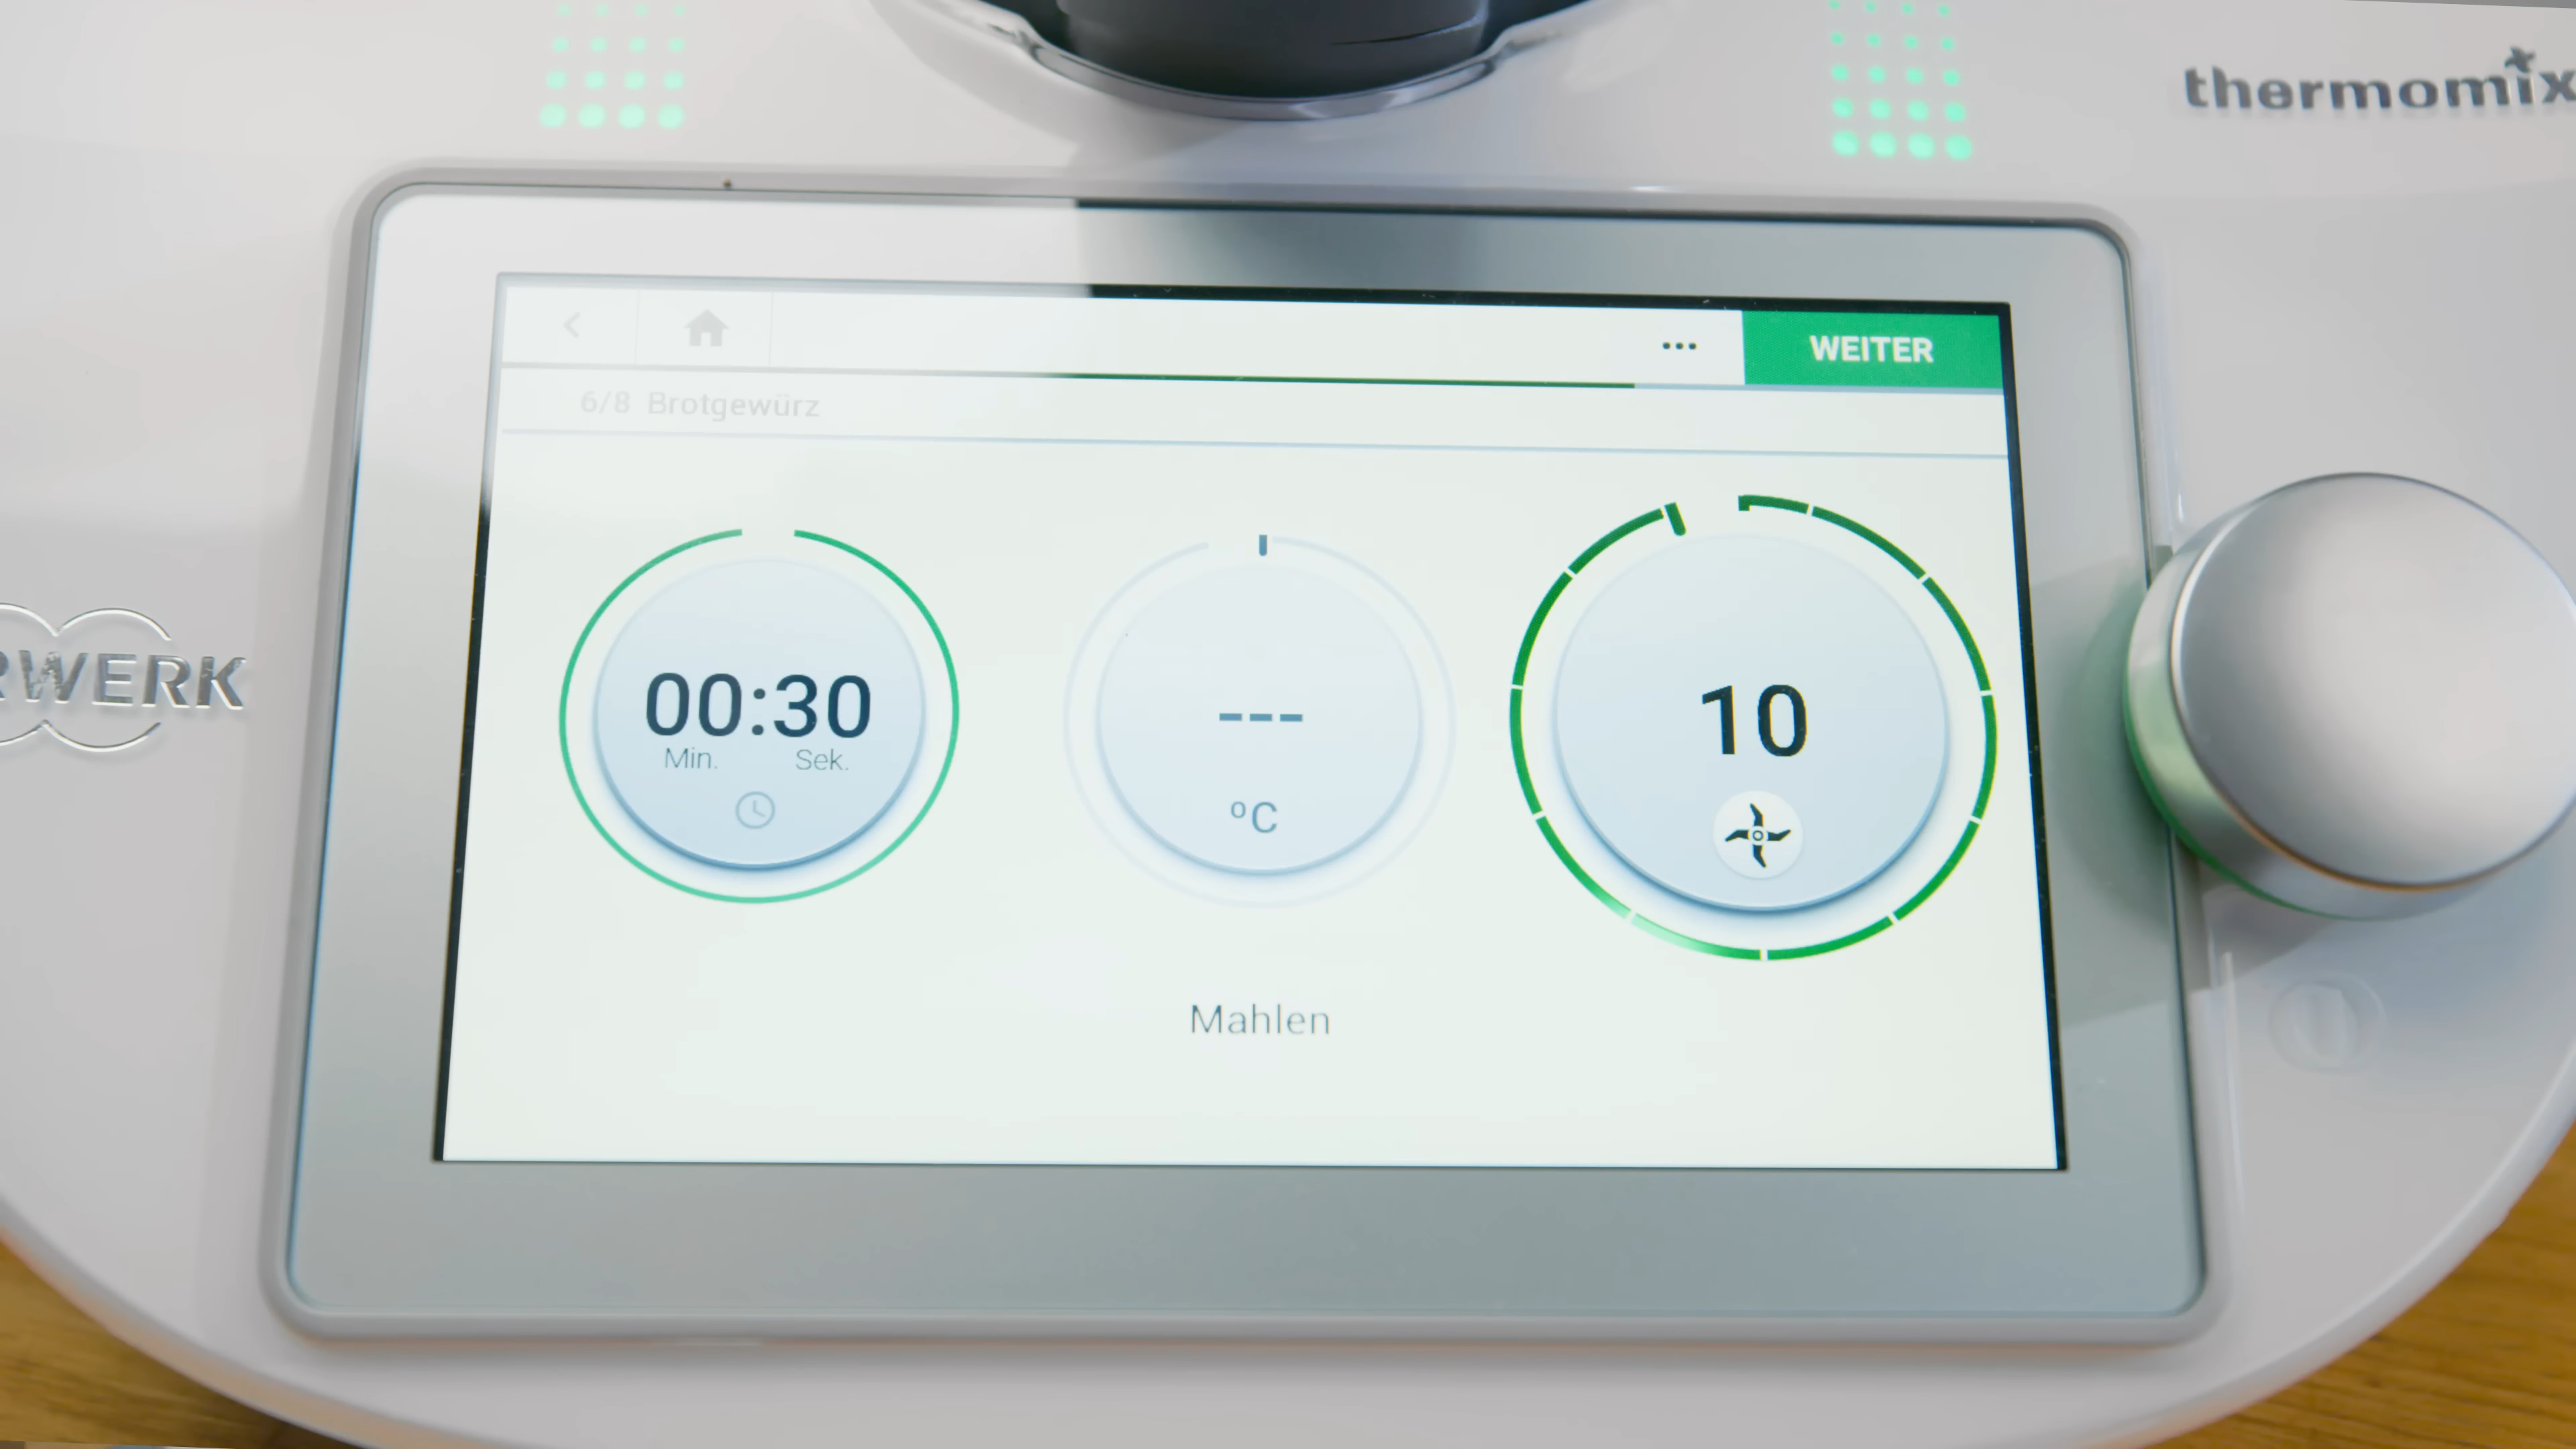 thermomix
WEITER
6/8 Brotgewürz
00:30
Min. Sek.
---
°C
10
RWERK
Mahlen